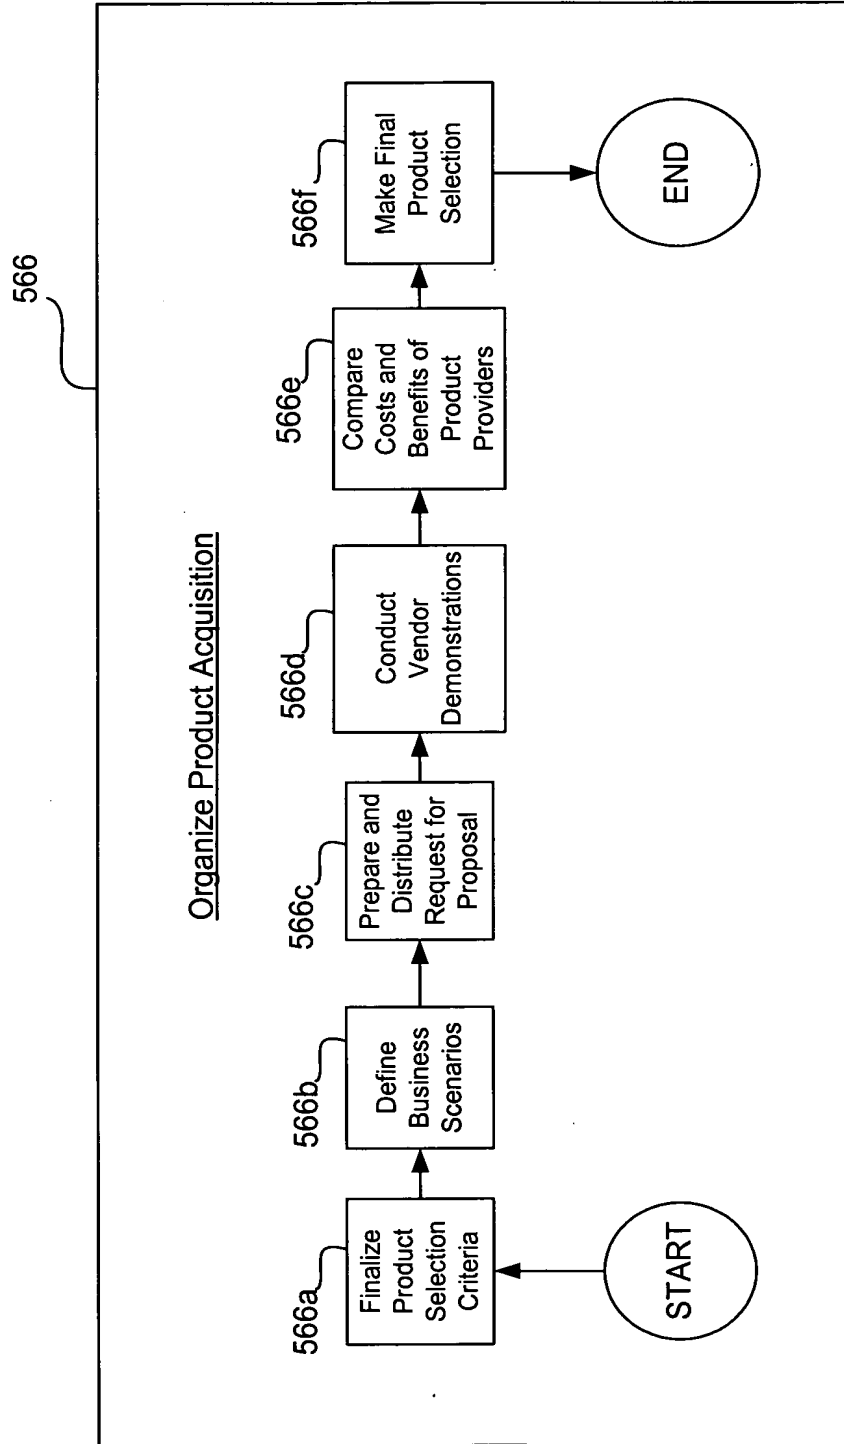 566
Organize Product Acquisition
566a
Finalize
Product
Selection
Criteria
566b
Define
Business
Scenarios
566c
Prepare and
Distribute
Request for
Proposal
566d
Conduct
Vendor
Demonstrations
566e
Compare
Costs and
Benefits of
Product
Providers
566f
Make Final
Product
Selection
START
END